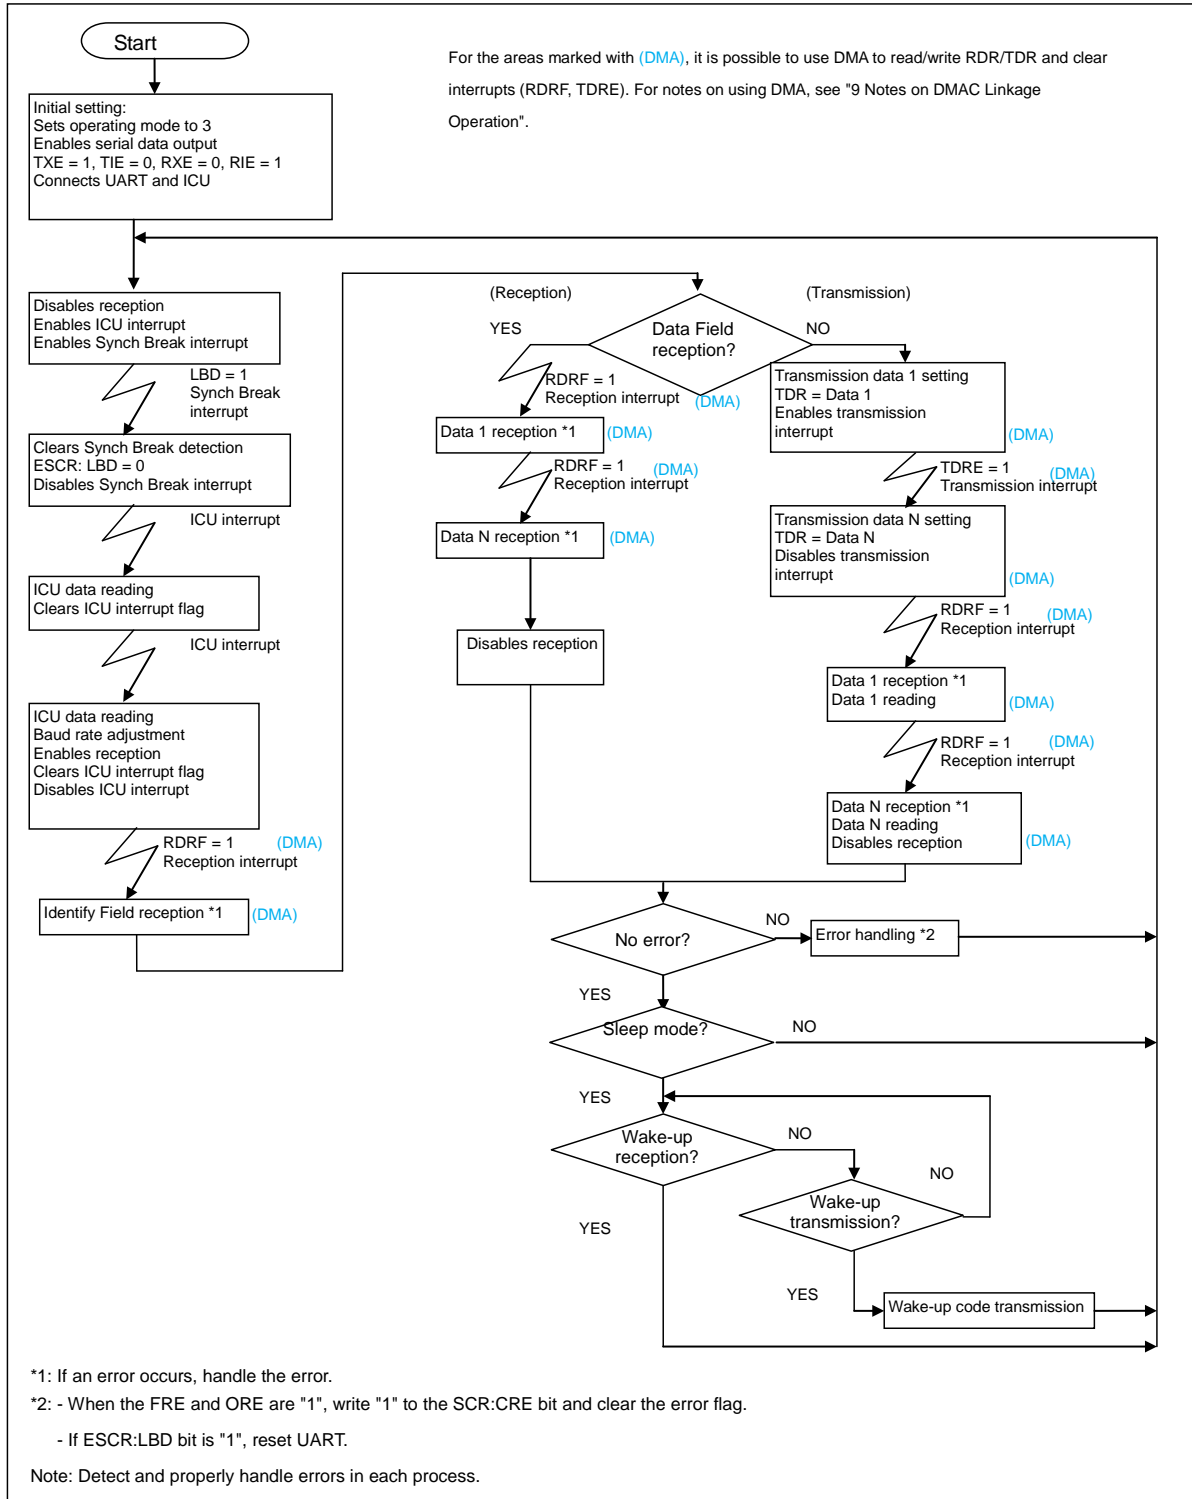 Start
For the areas marked with (DMA), it is possible to use DMA to read/write RDR/TDR and clear
interrupts (RDRF, TDRE). For notes on using DMA, see "9 Notes on DMAC Linkage
Operation".
Initial setting:
Sets operating mode to 3
Enables serial data output
TXE = 1, TIE = 0, RXE = 0, RIE = 1
Connects UART and ICU
Disables reception
Enables ICU interrupt
Enables Synch Break interrupt
LBD = 1
Synch Break
interrupt
Clears Synch Break detection
ESCR: LBD = 0
Disables Synch Break interrupt
ICU interrupt
ICU data reading
Clears ICU interrupt flag
ICU interrupt
ICU data reading
Baud rate adjustment
Enables reception
Clears ICU interrupt flag
Disables ICU interrupt
RDRF = 1 (DMA)
Reception interrupt
Identify Field reception *1 (DMA)
(Reception)
(Transmission)
YES
Data Field
reception?
NO
RDRF = 1
Reception interrupt (DMA)
Data 1 reception *1 (DMA)
RDRF = 1 (DMA)
Reception interrupt
Data N reception *1 (DMA)
Disables reception
Transmission data 1 setting
TDR = Data 1
Enables transmission
interrupt
(DMA)
TDRE = 1 (DMA)
Transmission interrupt
Transmission data N setting
TDR = Data N
Disables transmission
interrupt
(DMA)
RDRF = 1 (DMA)
Reception interrupt
Data 1 reception *1
Data 1 reading
(DMA)
RDRF = 1 (DMA)
Reception interrupt
Data N reception *1
Data N reading
Disables reception (DMA)
No error?
NO
Error handling *2
YES
Sleep mode?
NO
YES
Wake-up
reception?
NO
Wake-up
transmission?
NO
YES
YES
Wake-up code transmission
*1: If an error occurs, handle the error.
*2: - When the FRE and ORE are "1", write "1" to the SCR:CRE bit and clear the error flag.
- If ESCR:LBD bit is "1", reset UART.
Note: Detect and properly handle errors in each process.